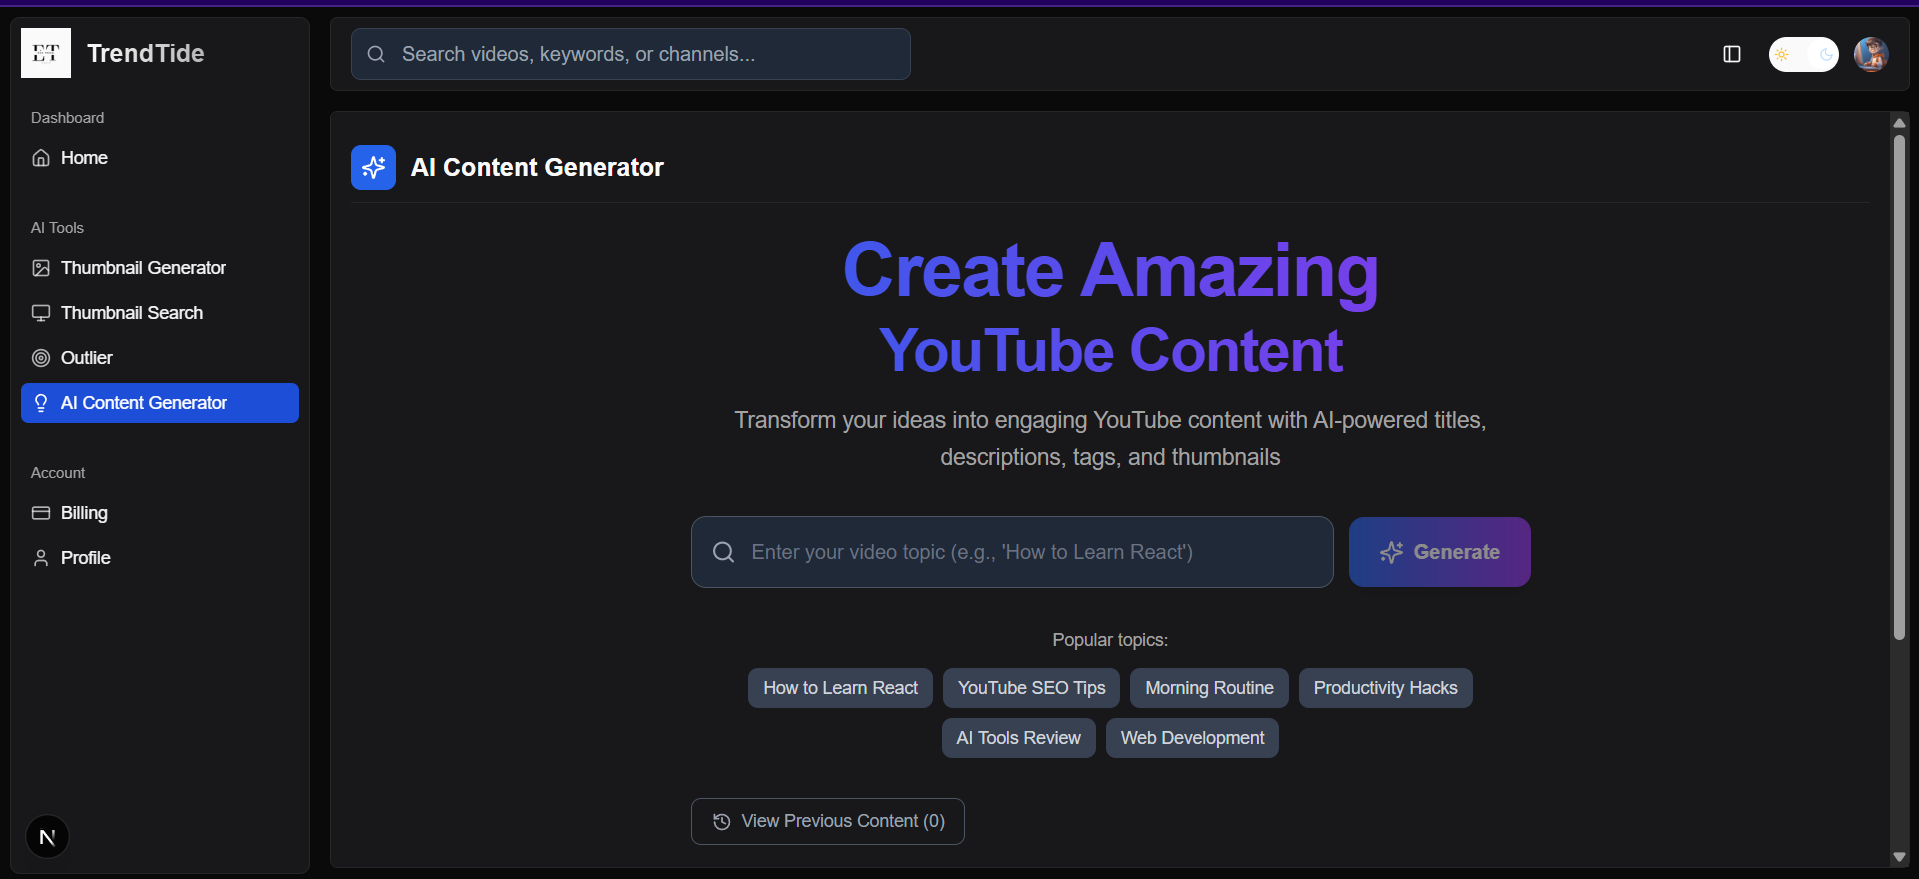 ET
TrendTide
Search videos, keywords, or channels...
Dashboard
Home
AI Tools
Thumbnail Generator
Thumbnail Search
Outlier
AI Content Generator
Account
Billing
Profile
N
AI Content Generator
Create Amazing
YouTube Content
Transform your ideas into engaging YouTube content with AI-powered titles,
descriptions, tags, and thumbnails
Enter your video topic (e.g., 'How to Learn React')
Generate
Popular topics:
How to Learn React
YouTube SEO Tips
Morning Routine
Productivity Hacks
AI Tools Review
Web Development
View Previous Content (0)